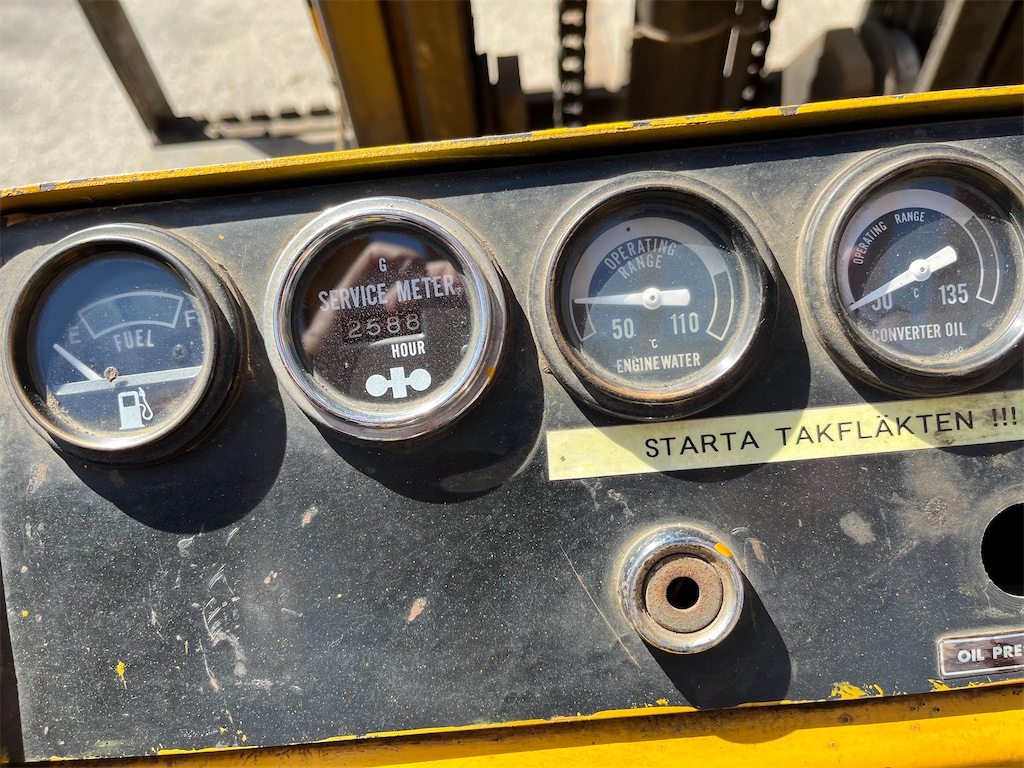 E F
FUEL
G
SERVICE METER
2588
HOUR
OPERATING
RANGE
50 110
°C
ENGINE WATER
OPERATING RANGE
50 135
°C
CONVERTER OIL
STARTA TAKFLÄKTEN !!!
OIL PRE